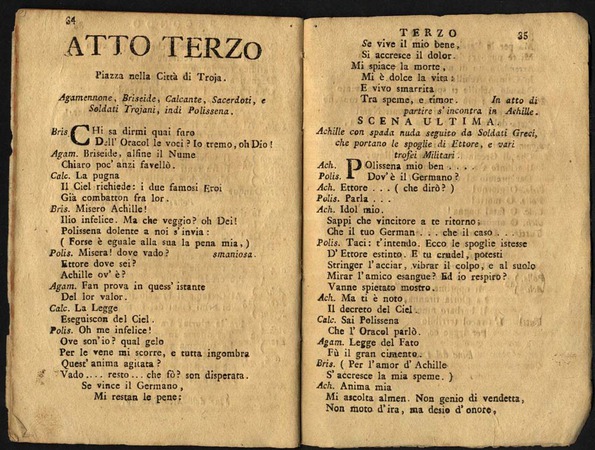 34
ATTO TERZO
Piazza nella Città di Troja.
Agamennone, Briseide, Calcante, Sacerdoti, e
Soldati Trojani, indi Polissena.
Bris. CHi sa dirmi qual fato
Dell' Oracol le voci? Io tremo, oh Dio!
Agam. Briseide, alfine il Nume
Chiaro poc' anzi favellò.
Calc. La pugna
Il Ciel richiede: i due famosi Eroi
Già combatton fra lor.
Bris. Misero Achille!
Ilio infelice. Ma che veggio? oh Dei!
Polissena dolente a noi s'invia:
( Forse è eguale alla sua la pena mia, )
Polis. Misera! dove vado? smaniosa.
Ettore dove sei?
Achille ov' è?
Agam. Fan prova in quest' istante
Del lor valor.
Calc. La Legge
Eseguiscon del Ciel.
Polis. Oh me infelice!
Ove son'io? qual gelo
Per le vene mi scorre, e tutta ingombra
Quest' anima agitata?
Vado.... resto... che fò? son disperata.
Se vince il Germano,
Mi restan le pene:
TERZO 35
Se vive il mio bene,
Si accresce il dolor.
Mi spiace la morte,
Mi è dolce la vita:
E vivo smarrita
Tra speme, e timor. In atto di
partire s'incontra in Achille.
SCENA ULTIMA.
Achille con spada nuda seguito da Soldati Greci,
che portano le spoglie di Ettore, e varj
trofei Militari.
Ach. POlissena mio ben....
Polis. Dov' è il Germano?
Ach. Ettore... ( che dirò? )
Polis. Parla...
Ach. Idol mio.
Sappi che vincitore a te ritorno:
Che il tuo German... che il caso...
Polis. Taci: t'intendo. Ecco le spoglie istesse
D' Ettore estinto. E tu crudel, potesti
Stringer l'acciar, vibrar il colpo, e al suolo
Mirar l'amico esangue? Ed io respiro?
Vanne spietato mostro.
Ach. Ma ti è noto
Il decreto del Ciel.
Calc. Sai Polissena
Che l' Oracol parlò.
Agam. Legge del Fato
Fù il gran cimento.
Bris. ( Per l'amor d' Achille
S' accresce la mia speme. )
Ach. Anima mia
Mi ascolta almen. Non genio di vendetta,
Non moto d'ira, ma desio d'onore,